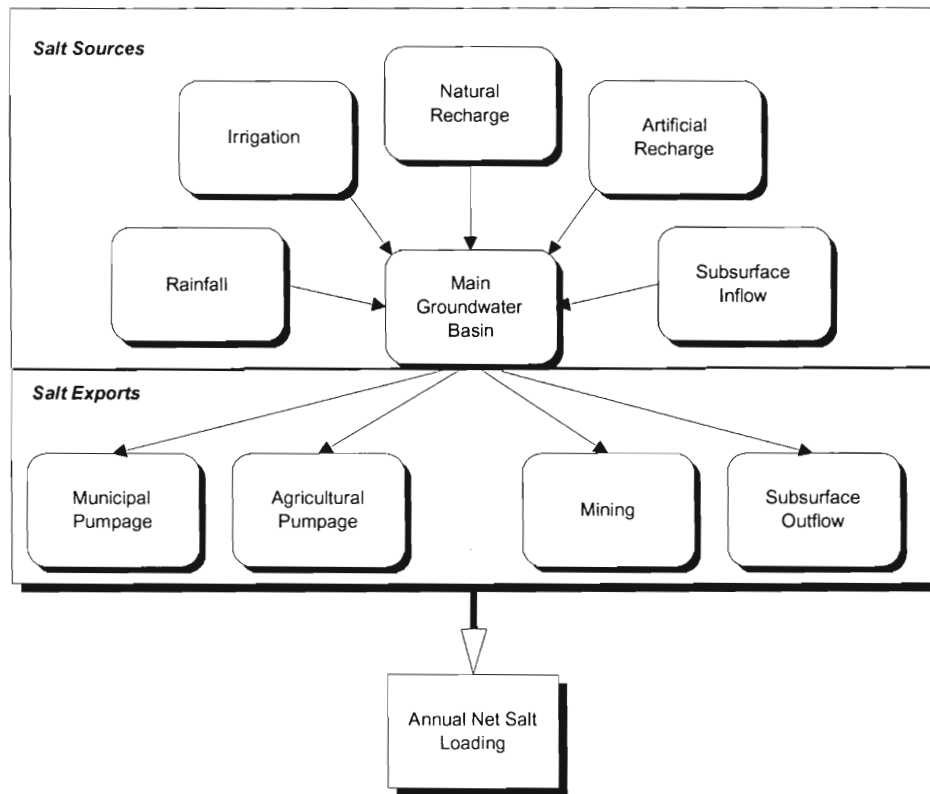 Salt Sources
Natural
Recharge
Irrigation
Artificial
Recharge
Rainfall
Main
Groundwater
Basin
Subsurface
Inflow
Salt Exports
Municipal
Pumpage
Agricultural
Pumpage
Mining
Subsurface
Outflow
Annual Net Salt
Loading